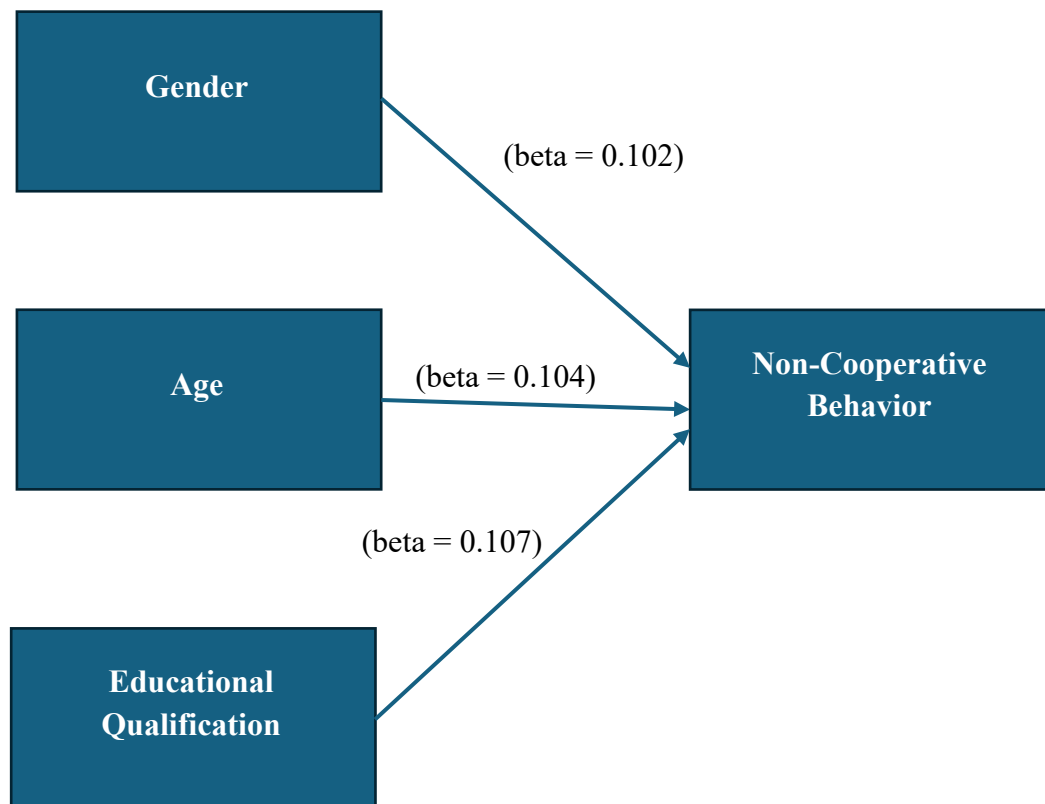 Gender
(beta = 0.102)
Age
(beta = 0.104)
Non-Cooperative
Behavior
(beta = 0.107)
Educational
Qualification